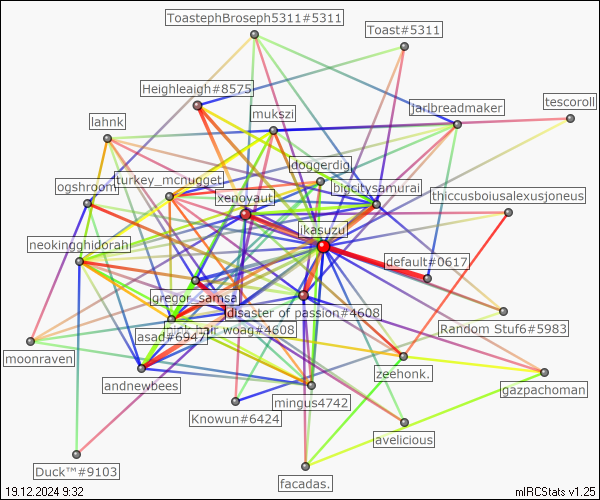 ToastephBroseph5311#5311
Toast#5311
Heighleaigh#8575
tescoroll
jarlbreadmaker
mukszi
lahnk
doggerdig
turkey_mcnugget
bigcitysamurai
ogshroom
xenoyaut
thiccusboiusalexusjoneus
ikasuzu
neokingghidorah
default#0617
gregor_samsa
disaster of passion#4608
pink hair woag#4608
Random Stuf6#5983
asad#6947
moonraven
zeehonk.
andnewbees
gazpachoman
mingus4742
Knowun#6424
avelicious
Duck™#9103
facadas.
19.12.2024 9:32
mIRCStats v1.25